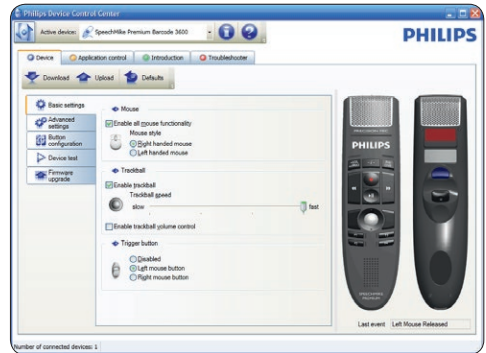 Philips Device Control Center
Active device: SpeechMike Premium Barcode 3600
PHILIPS
Device Application control Introduction Troubleshooter
Download Upload Defaults
Basic settings
Advanced settings
Button configuration
Device test
Firmware upgrade
Mouse
Enable all mouse functionality
Mouse style
Right handed mouse
Left handed mouse
Trackball
Enable trackball
Trackball speed
slow fast
Enable trackball volume control
Trigger button
Disabled
Left mouse button
Right mouse button
PHILIPS
SPEECHMIKE
PREMIUM
Last event Left Mouse Released
Number of connected devices: 1